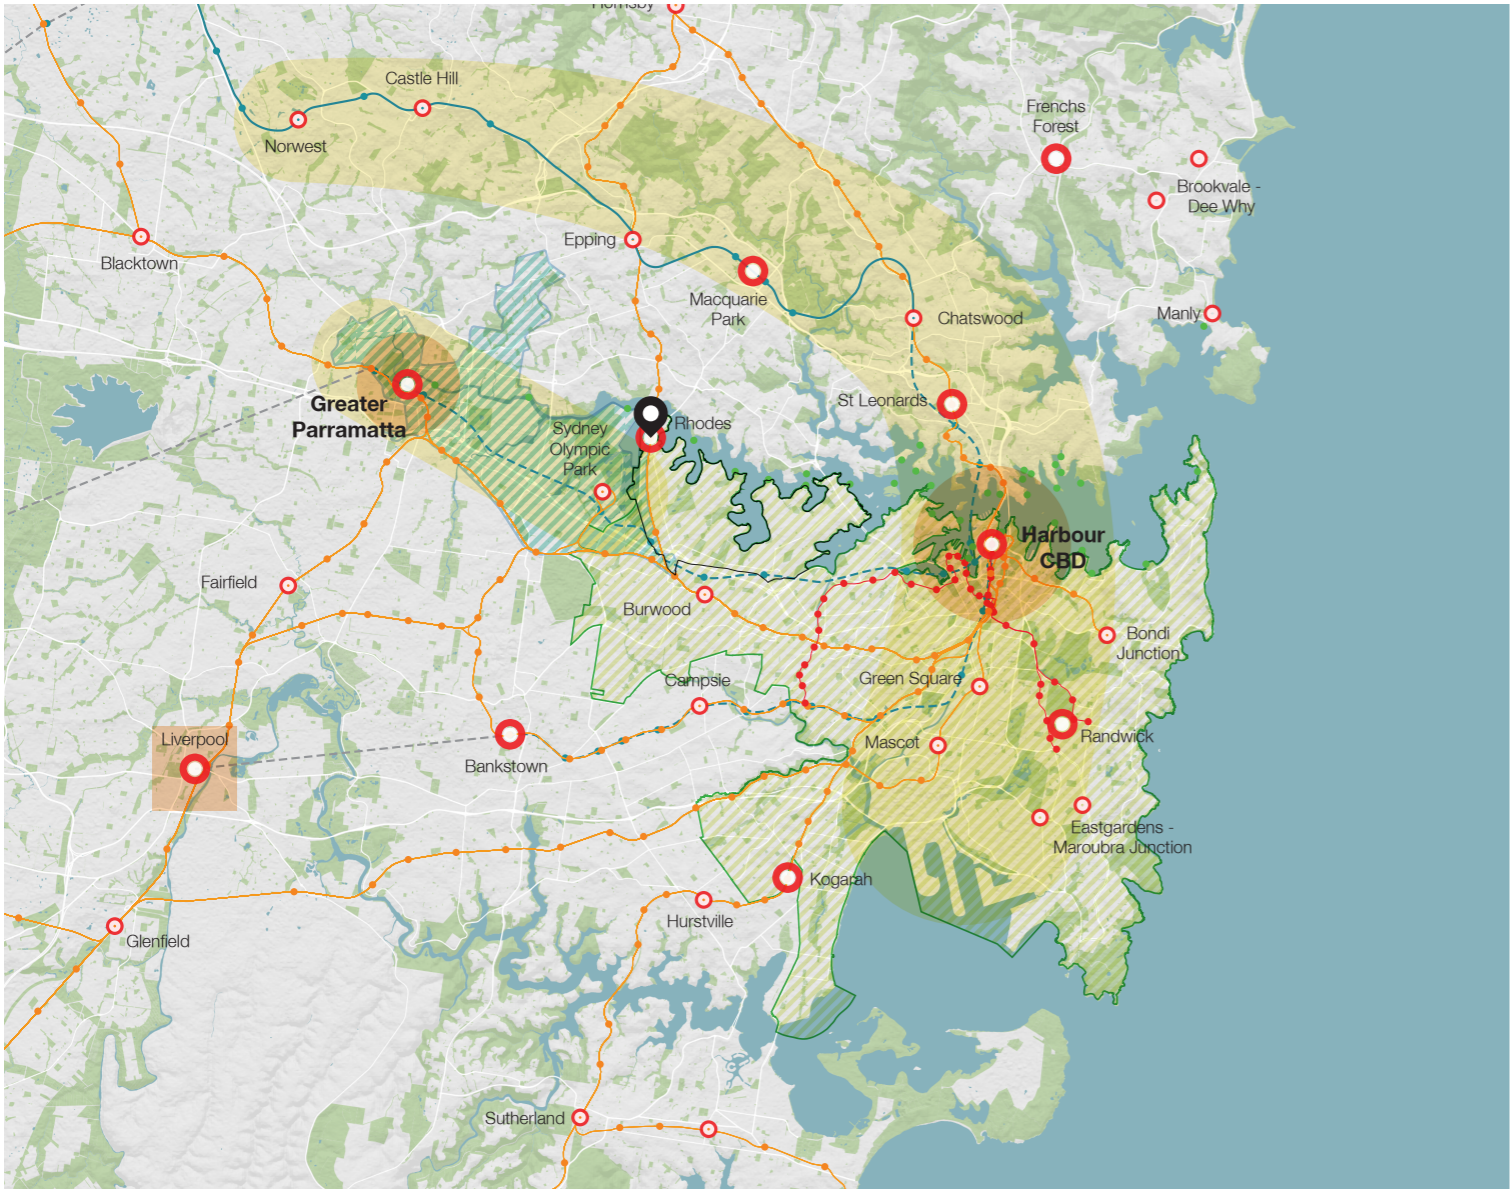 Hornsby
Castle Hill
Norwest
Frenchs
Forest
Brookvale -
Dee Why
Epping
Blacktown
Macquarie
Park
Chatswood
Manly
Greater
Parramatta
St Leonards
Rhodes
Sydney
Olympic
Park
Harbour
CBD
Fairfield
Burwood
Bondi
Junction
Campsie
Green Square
Liverpool
Bankstown
Mascot
Randwick
Eastgardens -
Maroubra Junction
Kogarah
Hurstville
Glenfield
Sutherland